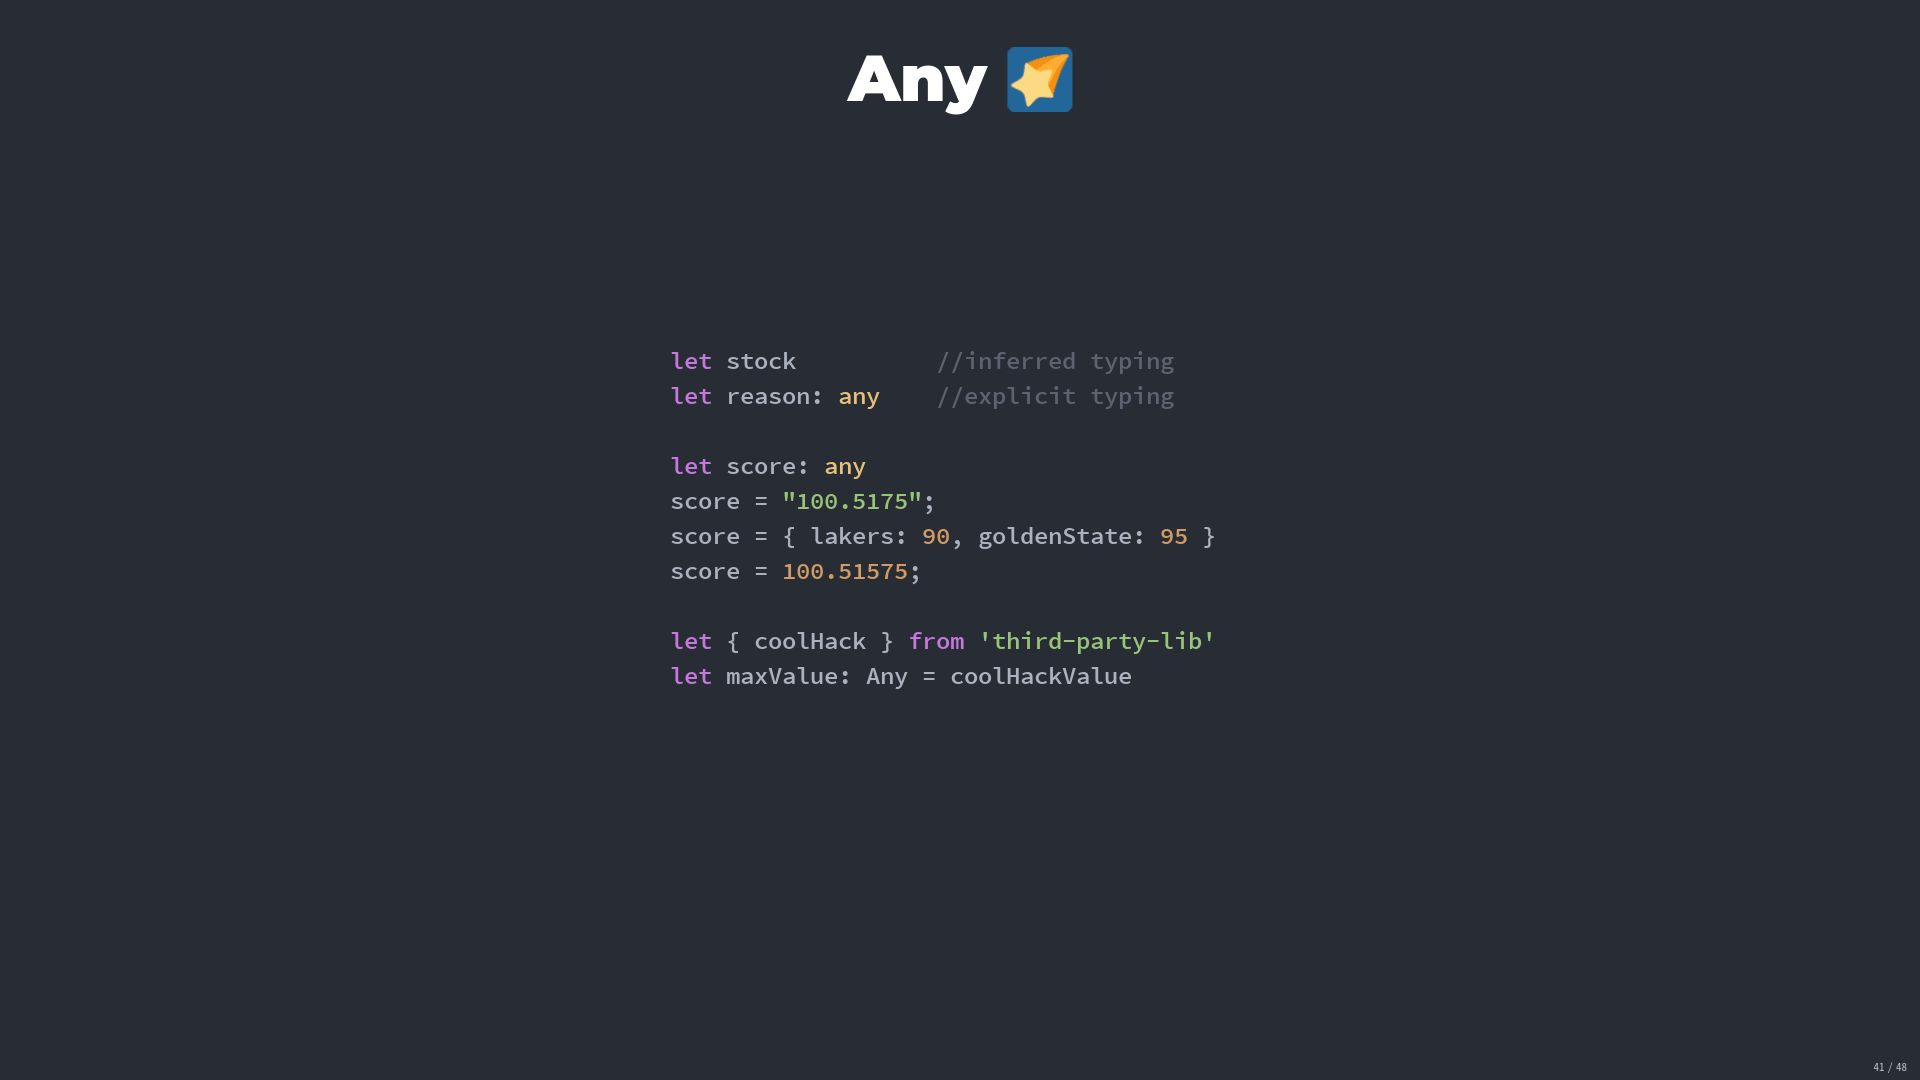 Any
let stock          //inferred typing
let reason: any    //explicit typing
let score: any
score = "100.5175";
score = { lakers: 90, goldenState: 95 }
score = 100.51575;
let { coolHack } from 'third-party-lib'
let maxValue: Any = coolHackValue
41 / 48